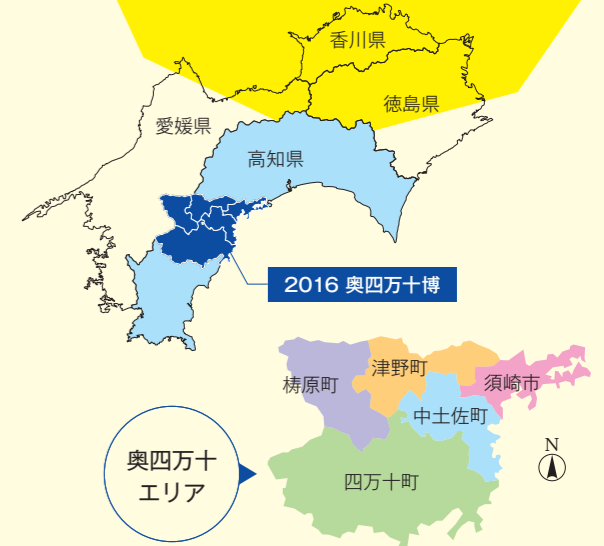 香川県
徳島県
愛媛県
高知県
2016 奥四万十博
津野町
須崎市
梼原町
中土佐町
奥四万十
エリア
四万十町
N